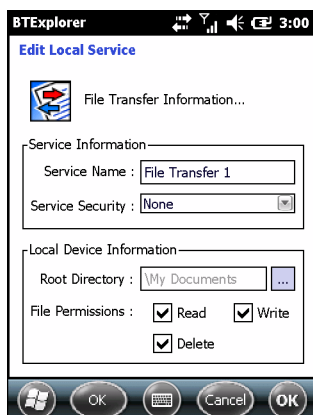 BTExplorer 3:00
Edit Local Service
File Transfer Information...
Service Information
Service Name : File Transfer 1
Service Security : None
Local Device Information
Root Directory : \My Documents ...
File Permissions : Read Write
Delete
OK Cancel OK